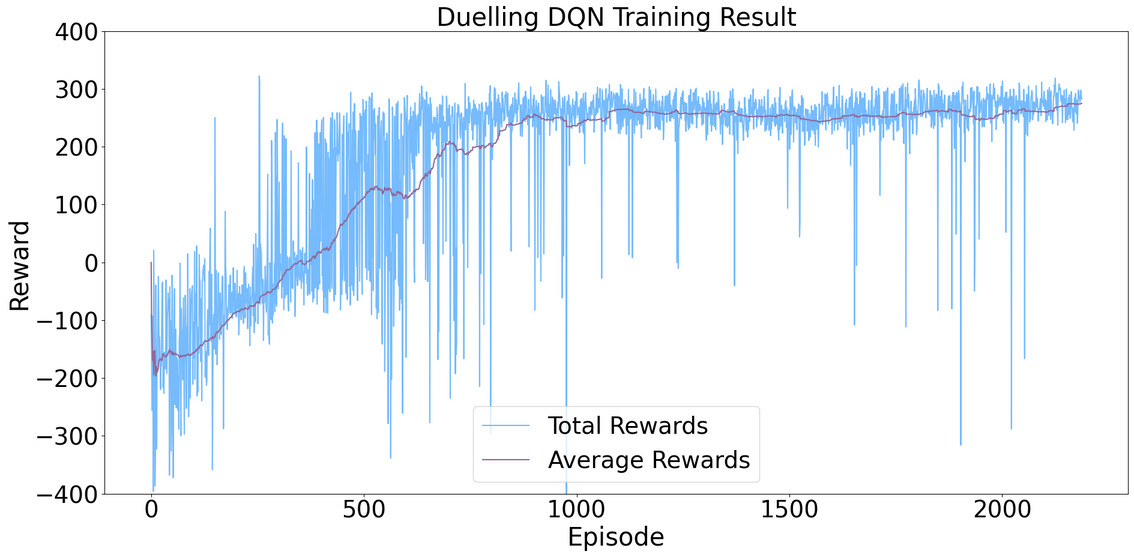 Duelling DQN Training Result
400
300
200
100
0
−100
−200
−300
−400
Reward
Total Rewards
Average Rewards
0 500 1000 1500 2000
Episode